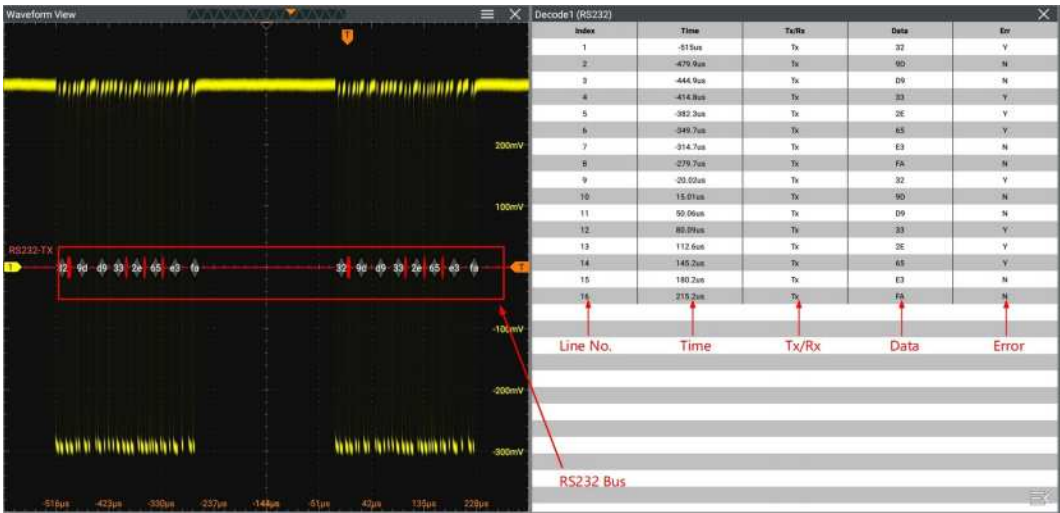 Waveform View
T
200mV
100mV
RS232-TX
1
32 9d d9 33 2e 65 e3 fa
32 9d d9 33 2e 65 e3 fa
T
-100mV
-200mV
-300mV
-516µs -423µs -330µs -237µs -144µs -51µs 42µs 135µs 228µs
Decode1 (RS232)
Index Time Tx/Rx Data Err
1 -515us Tx 32 Y
2 -479.9us Tx 9D N
3 -444.9us Tx D9 N
4 -414.8us Tx 33 Y
5 -382.3us Tx 2E Y
6 -349.7us Tx 65 Y
7 -314.7us Tx E3 N
8 -279.7us Tx FA N
9 -20.02us Tx 32 Y
10 15.01us Tx 9D N
11 50.06us Tx D9 N
12 80.09us Tx 33 Y
13 112.6us Tx 2E Y
14 145.2us Tx 65 Y
15 180.2us Tx E3 N
16 215.2us Tx FA N
Line No. Time Tx/Rx Data Error
RS232 Bus